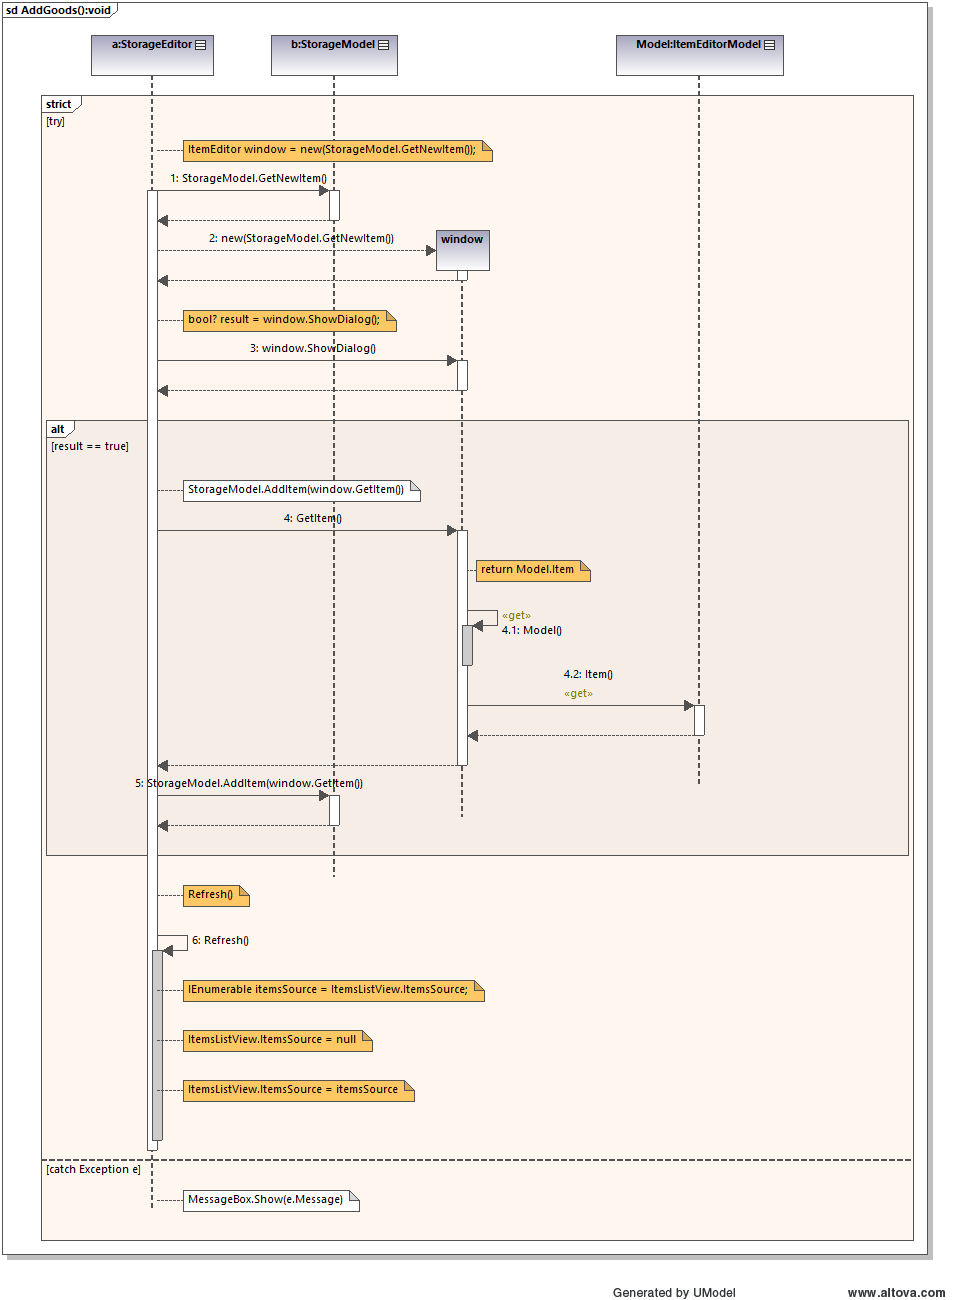 sd AddGoods():void
a:StorageEditor
b:StorageModel
Model:ItemEditorModel
strict
[try]
ItemEditor window = new(StorageModel.GetNewItem());
1: StorageModel.GetNewItem()
2: new(StorageModel.GetNewItem())
window
bool? result = window.ShowDialog();
3: window.ShowDialog()
alt
[result == true]
StorageModel.AddItem(window.GetItem())
4: GetItem()
return Model.Item
«get»
4.1: Model()
4.2: Item()
«get»
5: StorageModel.AddItem(window.GetItem())
Refresh()
6: Refresh()
IEnumerable itemsSource = ItemsListView.ItemsSource;
ItemsListView.ItemsSource = null
ItemsListView.ItemsSource = itemsSource
[catch Exception e]
MessageBox.Show(e.Message)
Generated by UModel
www.altova.com